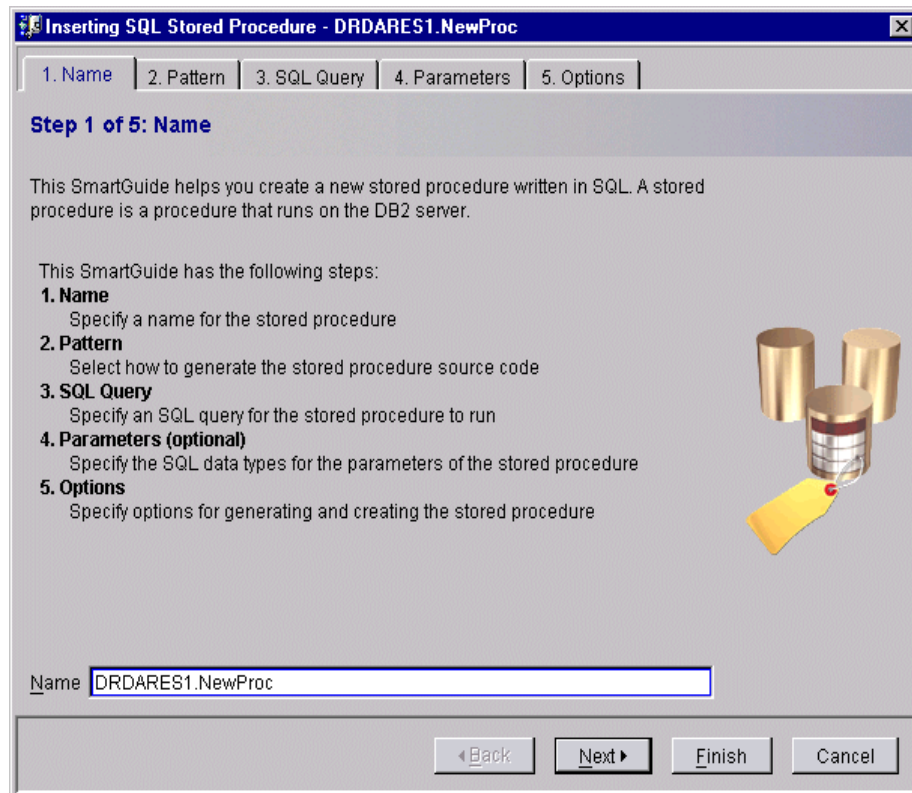 Inserting SQL Stored Procedure - DRDARES1.NewProc
1. Name 2. Pattern 3. SQL Query 4. Parameters 5. Options
Step 1 of 5: Name
This SmartGuide helps you create a new stored procedure written in SQL. A stored
procedure is a procedure that runs on the DB2 server.
This SmartGuide has the following steps:
1. Name
Specify a name for the stored procedure
2. Pattern
Select how to generate the stored procedure source code
3. SQL Query
Specify an SQL query for the stored procedure to run
4. Parameters (optional)
Specify the SQL data types for the parameters of the stored procedure
5. Options
Specify options for generating and creating the stored procedure
Name DRDARES1.NewProc
Back Next Finish Cancel